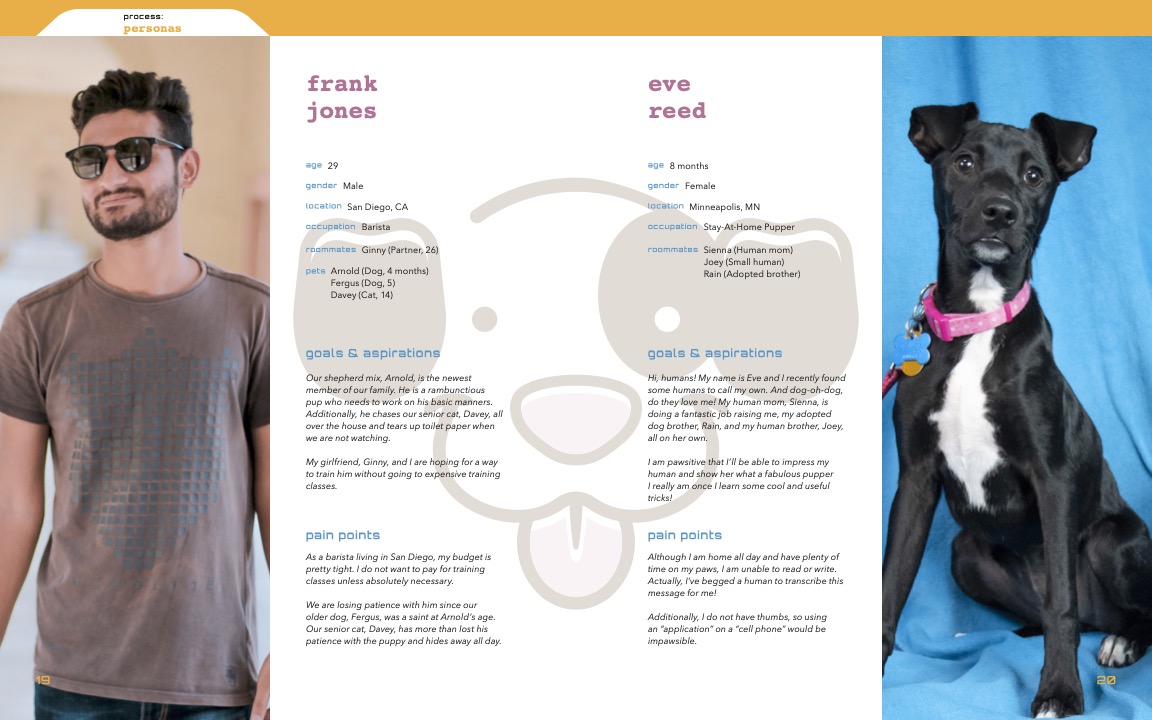 process:
personas
frank
jones
age 29
gender Male
location San Diego, CA
occupation Barista
roommates Ginny (Partner, 26)
pets Arnold (Dog, 4 months)
Fergus (Dog, 5)
Davey (Cat, 14)
goals & aspirations
Our shepherd mix, Arnold, is the newest
member of our family. He is a rambunctious
pup who needs to work on his basic manners.
Additionally, he chases our senior cat, Davey, all
over the house and tears up toilet paper when
we are not watching.
My girlfriend, Ginny, and I are hoping for a way
to train him without going to expensive training
classes.
pain points
As a barista living in San Diego, my budget is
pretty tight. I do not want to pay for training
classes unless absolutely necessary.
We are losing patience with him since our
older dog, Fergus, was a saint at Arnold's age.
Our senior cat, Davey, has more than lost his
patience with the puppy and hides away all day.
19
eve
reed
age 8 months
gender Female
location Minneapolis, MN
occupation Stay-At-Home Pupper
roommates Sienna (Human mom)
Joey (Small human)
Rain (Adopted brother)
goals & aspirations
Hi, humans! My name is Eve and I recently found
some humans to call my own. And dog-oh-dog,
do they love me! My human mom, Sienna, is
doing a fantastic job raising me, my adopted
dog brother, Rain, and my human brother, Joey,
all on her own.
I am pawsitive that I'll be able to impress my
human and show her what a fabulous pupper
I really am once I learn some cool and useful
tricks!
pain points
Although I am home all day and have plenty of
time on my paws, I am unable to read or write.
Actually, I've begged a human to transcribe this
message for me!
Additionally, I do not have thumbs, so using
an "application" on a "cell phone" would be
impawsible.
20